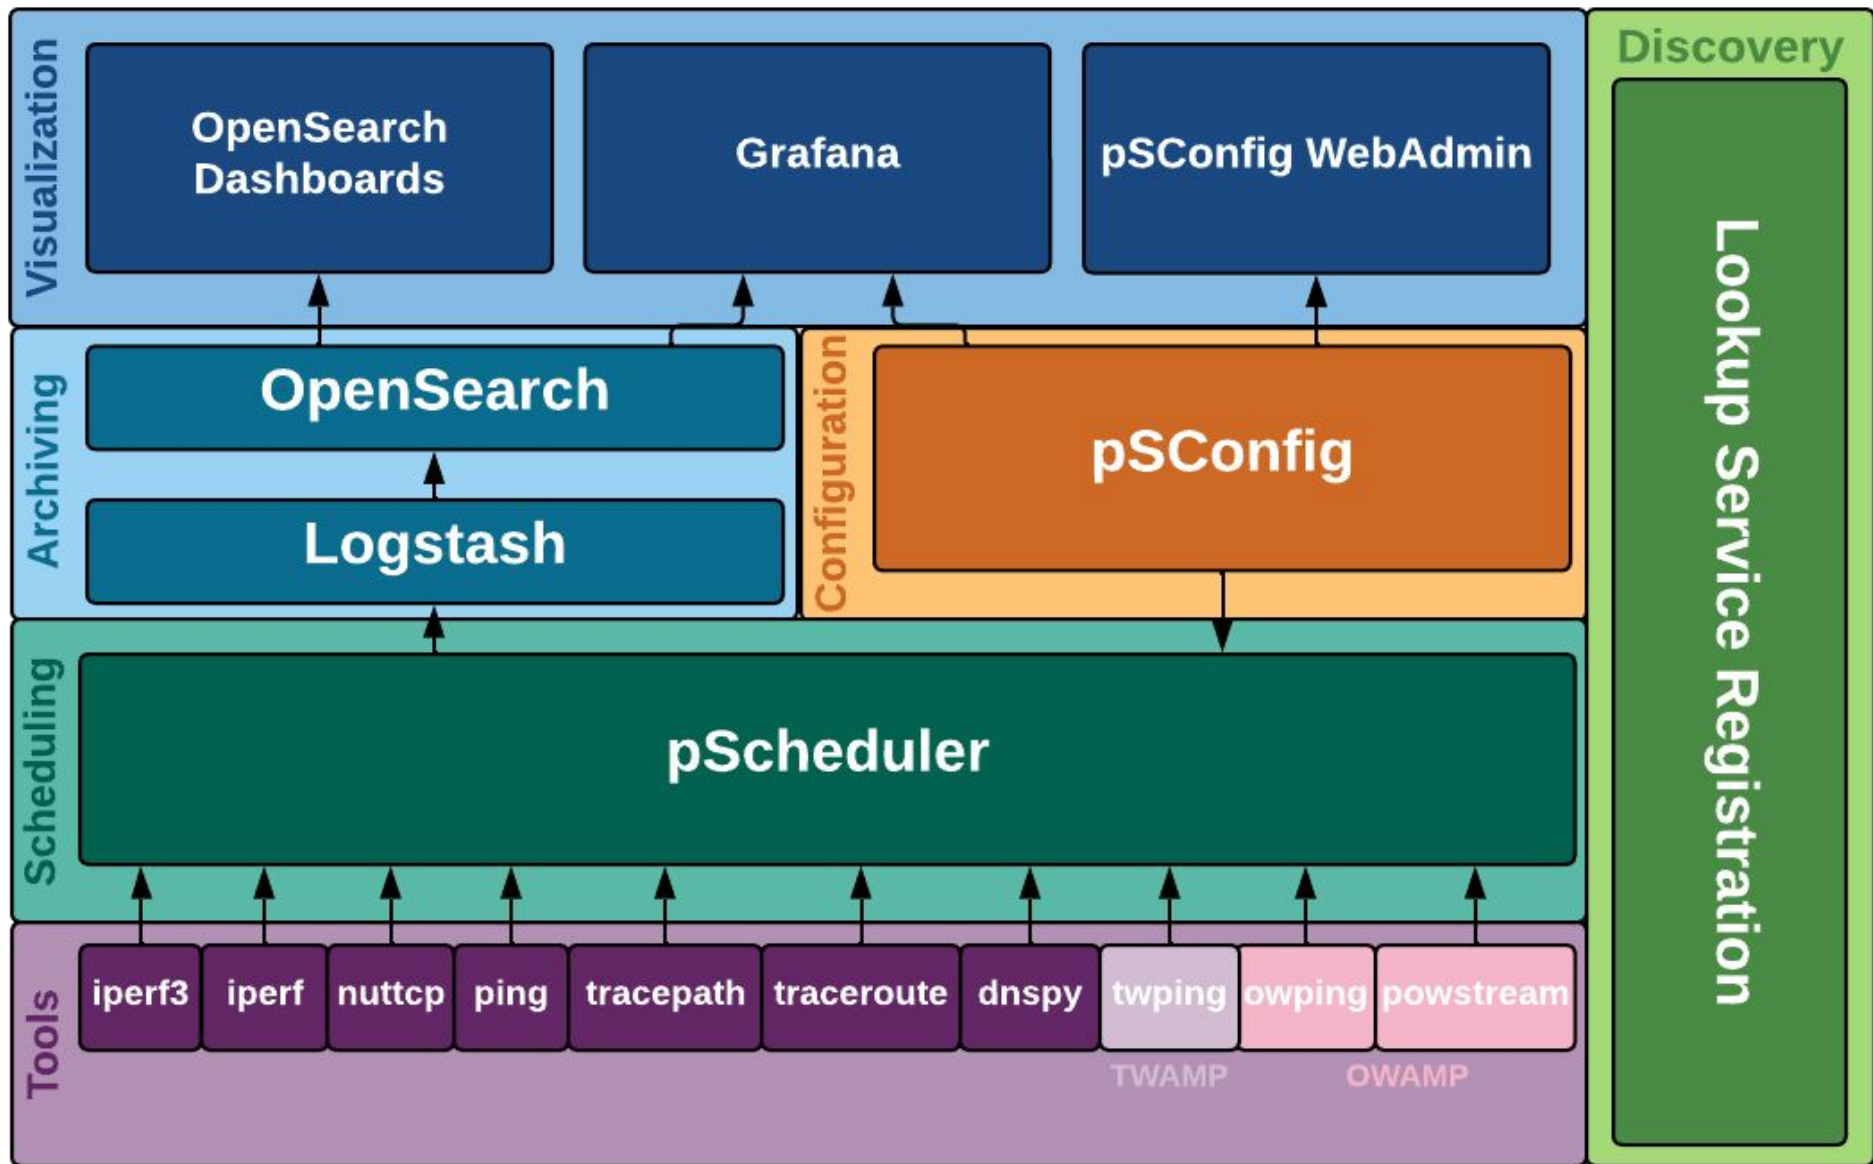 Visualization
OpenSearch
Dashboards
Grafana
pSConfig WebAdmin
Discovery
Lookup Service Registration
Archiving
OpenSearch
Logstash
Configuration
pSConfig
Scheduling
pScheduler
Tools
iperf3
iperf
nuttcp
ping
tracepath
traceroute
dnspy
twping
owping
powstream
TWAMP
OWAMP